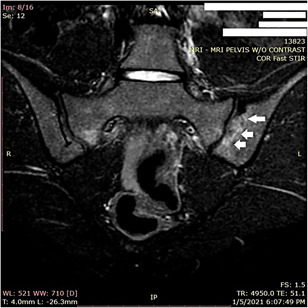 Im: 8/16
Se: 12
SA
13823
MRI - MRI PELVIS W/O CONTRAST
COR Fast STIR
R
L
FS: 1.5
WL: 521 WW: 710 [D]
TR: 4950.0 TE: 51.1
T: 4.0mm L: -26.3mm
IP
1/5/2021 6:07:49 PM